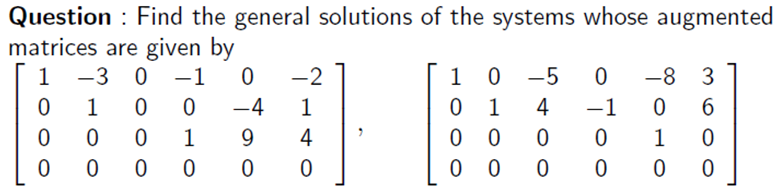 Question : Find the general solutions of the systems whose augmented
matrices are given by
[ 1 −3 0 −1 0 −2 ] [ 1 0 −5 0 −8 3 ]
[ 0 1 0 0 −4 1 ] [ 0 1 4 −1 0 6 ]
[ 0 0 0 1 9 4 ] , [ 0 0 0 0 1 0 ]
[ 0 0 0 0 0 0 ] [ 0 0 0 0 0 0 ]